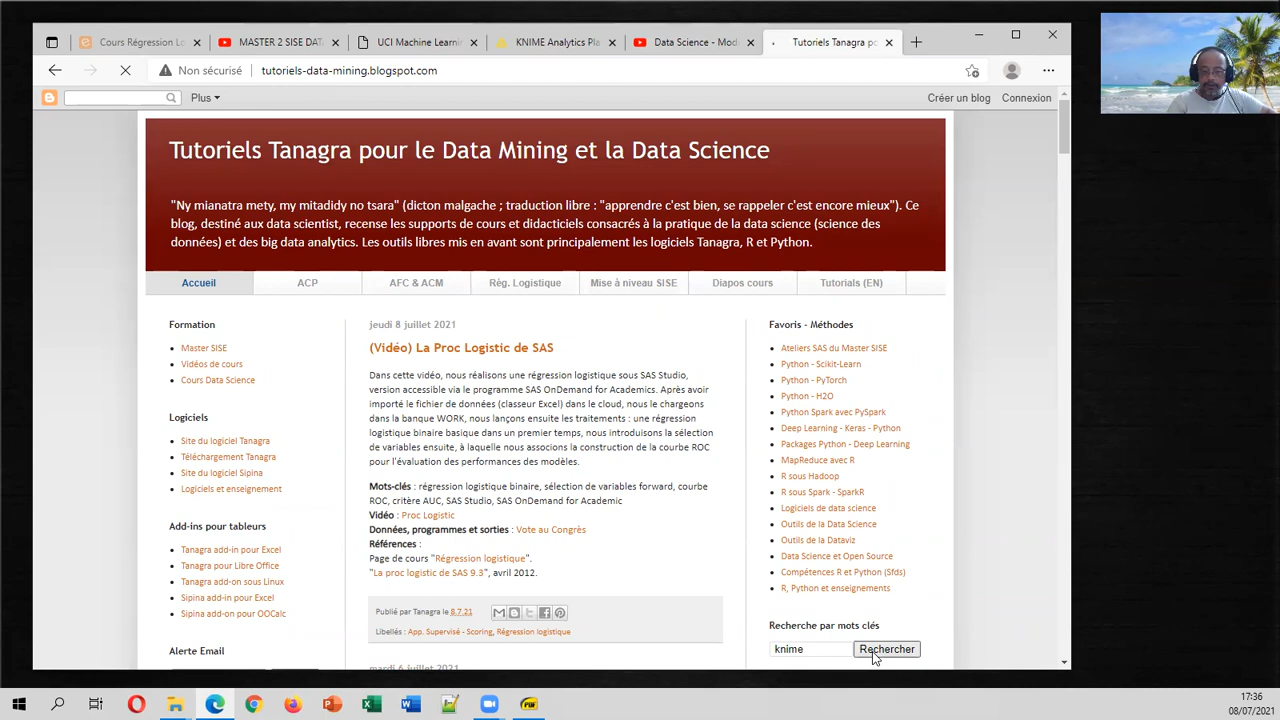 Cours Régression Lo
MASTER 2 SISE DAT
UCI Machine Learnin
KNIME Analytics Pla
Data Science - Mod
Tutoriels Tanagra po
Non sécurisé
tutoriels-data-mining.blogspot.com
Plus
Créer un blog
Connexion
Tutoriels Tanagra pour le Data Mining et la Data Science
"Ny mianatra mety, my mitadidy no tsara" (dicton malgache ; traduction libre : "apprendre c'est bien, se rappeler c'est encore mieux"). Ce
blog, destiné aux data scientist, recense les supports de cours et didacticiels consacrés à la pratique de la data science (science des
données) et des big data analytics. Les outils libres mis en avant sont principalement les logiciels Tanagra, R et Python.
Accueil
ACP
AFC & ACM
Règ. Logistique
Mise à niveau SISE
Diapos cours
Tutorials (EN)
Formation
Master SISE
Vidéos de cours
Cours Data Science
Logiciels
Site du logiciel Tanagra
Téléchargement Tanagra
Site du logiciel Sipina
Logiciels et enseignement
Add-ins pour tableurs
Tanagra add-in pour Excel
Tanagra pour Libre Office
Tanagra add-on sous Linux
Sipina add-in pour Excel
Sipina add-on pour OOCalc
Alerte Email
jeudi 8 juillet 2021
(Vidéo) La Proc Logistic de SAS
Dans cette vidéo, nous réalisons une régression logistique sous SAS Studio,
version accessible via le programme SAS OnDemand for Academics. Après avoir
importé le fichier de données (classeur Excel) dans le cloud, nous le chargeons
dans la banque WORK, nous lançons ensuite les traitements : une régression
logistique binaire basique dans un premier temps, nous introduisons la sélection
de variables ensuite, à laquelle nous associons la construction de la courbe ROC
pour l'évaluation des performances des modèles.
Mots-clés : régression logistique binaire, sélection de variables forward, courbe
ROC, critère AUC, SAS Studio, SAS OnDemand for Academic
Vidéo : Proc Logistic
Données, programmes et sorties : Vote au Congrès
Références :
Page de cours "Régression logistique".
"La proc logistic de SAS 9.3", avril 2012.
Publié par Tanagra le 8.7.21
Libellés : App. Supervisé - Scoring, Régression logistique
mardi 6 juillet 2021
Favoris - Méthodes
Ateliers SAS du Master SISE
Python - Scikit-Learn
Python - PyTorch
Python - H2O
Python Spark avec PySpark
Deep Learning - Keras - Python
Packages Python - Deep Learning
MapReduce avec R
R sous Hadoop
R sous Spark - SparkR
Logiciels de data science
Outils de la Data Science
Outils de la Dataviz
Data Science et Open Source
Compétences R et Python (Sfds)
R, Python et enseignements
Recherche par mots clés
knime
Rechercher
17:36
08/07/2021